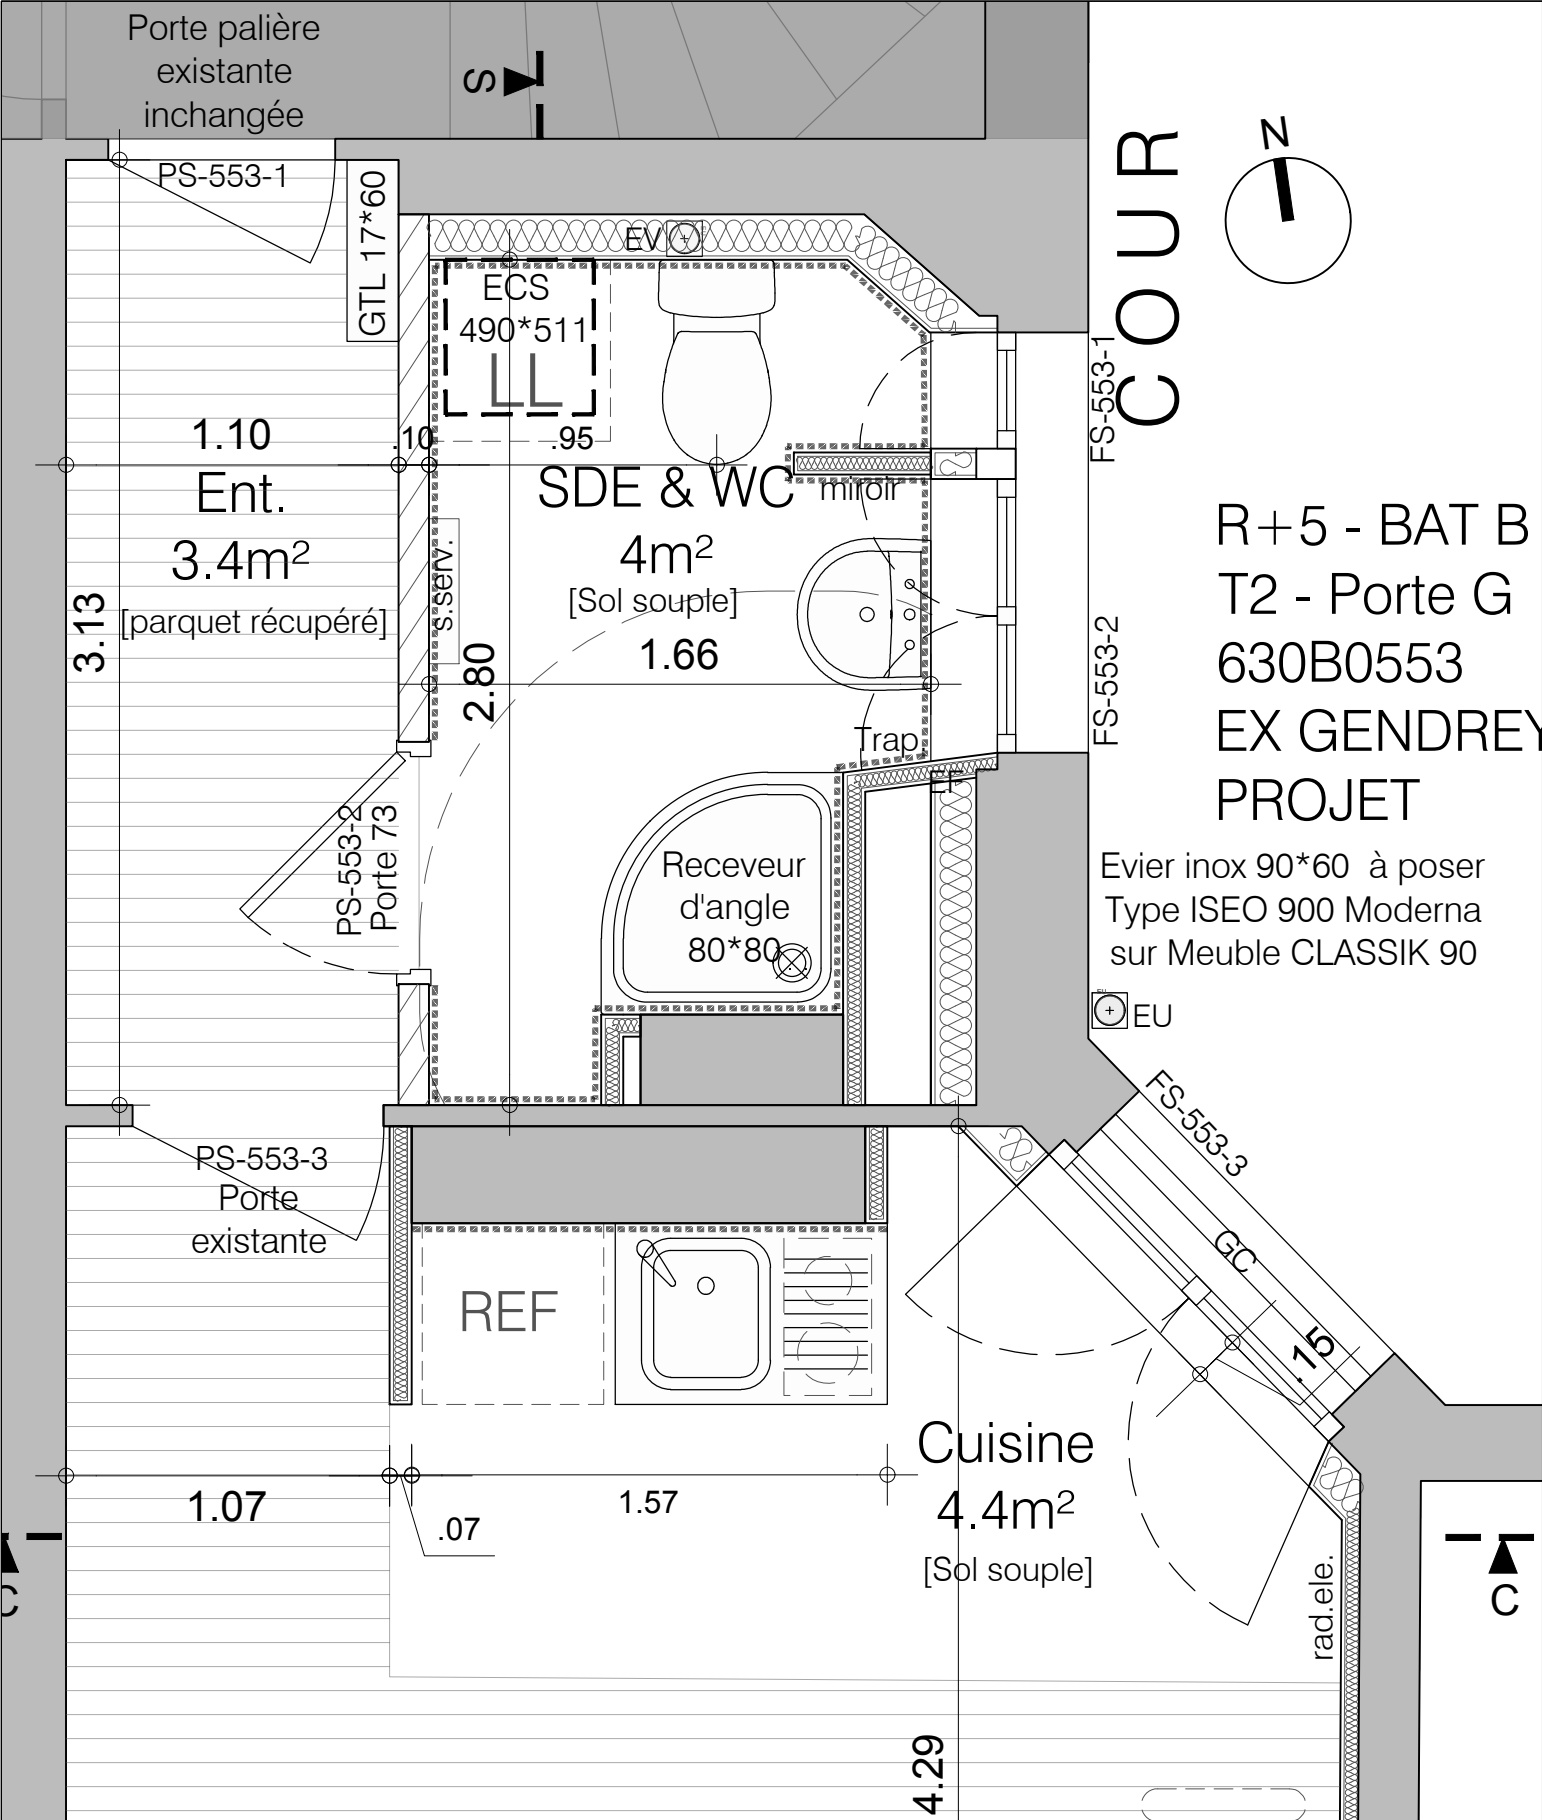 Porte palière
existante
inchangée
S
PS-553-1
GTL 17*60
EV
ECS
490*511
LL
1.10
.10
.95
Ent.
3.4m²
[parquet récupéré]
3.13
SDE & WC
4m²
[Sol souple]
miroir
s.serv.
1.66
2.80
Trap.
PS-553-2
Porte 73
Receveur
d'angle
80*80
COUR
N
FS-553-1
FS-553-2
R+5 - BAT B
T2 - Porte G
630B0553
EX GENDREY
PROJET
Evier inox 90*60 à poser
Type ISEO 900 Moderna
sur Meuble CLASSIK 90
EU
FS-553-3
GC
.15
PS-553-3
Porte
existante
REF
1.07
.07
1.57
Cuisine
4.4m²
[Sol souple]
rad.ele.
4.29
C
C